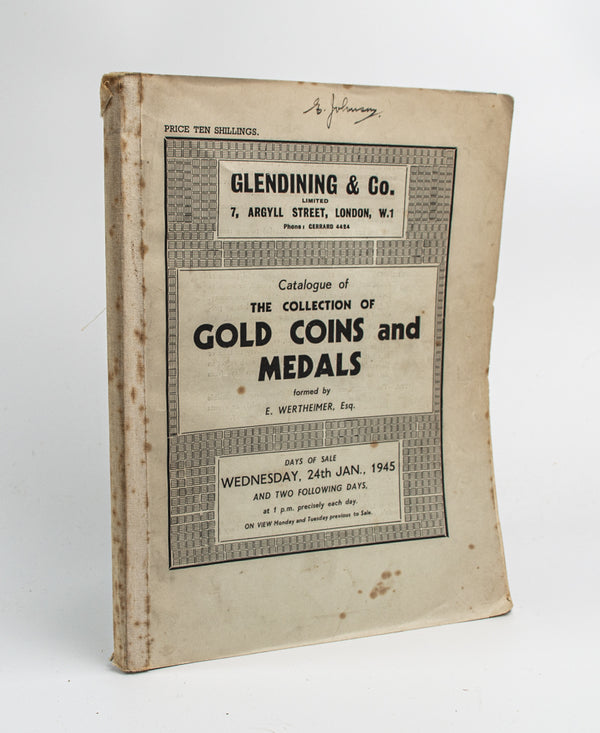 E. Johnson.
PRICE TEN SHILLINGS.
GLENDINING & Co.
LIMITED
7, ARGYLL STREET, LONDON, W.1
Phone: GERRARD 4424
Catalogue of
THE COLLECTION OF
GOLD COINS and
MEDALS
formed by
E. WERTHEIMER, Esq.
DAYS OF SALE
WEDNESDAY, 24th JAN., 1945
AND TWO FOLLOWING DAYS,
at 1 p.m. precisely each day.
ON VIEW Monday and Tuesday previous to Sale.